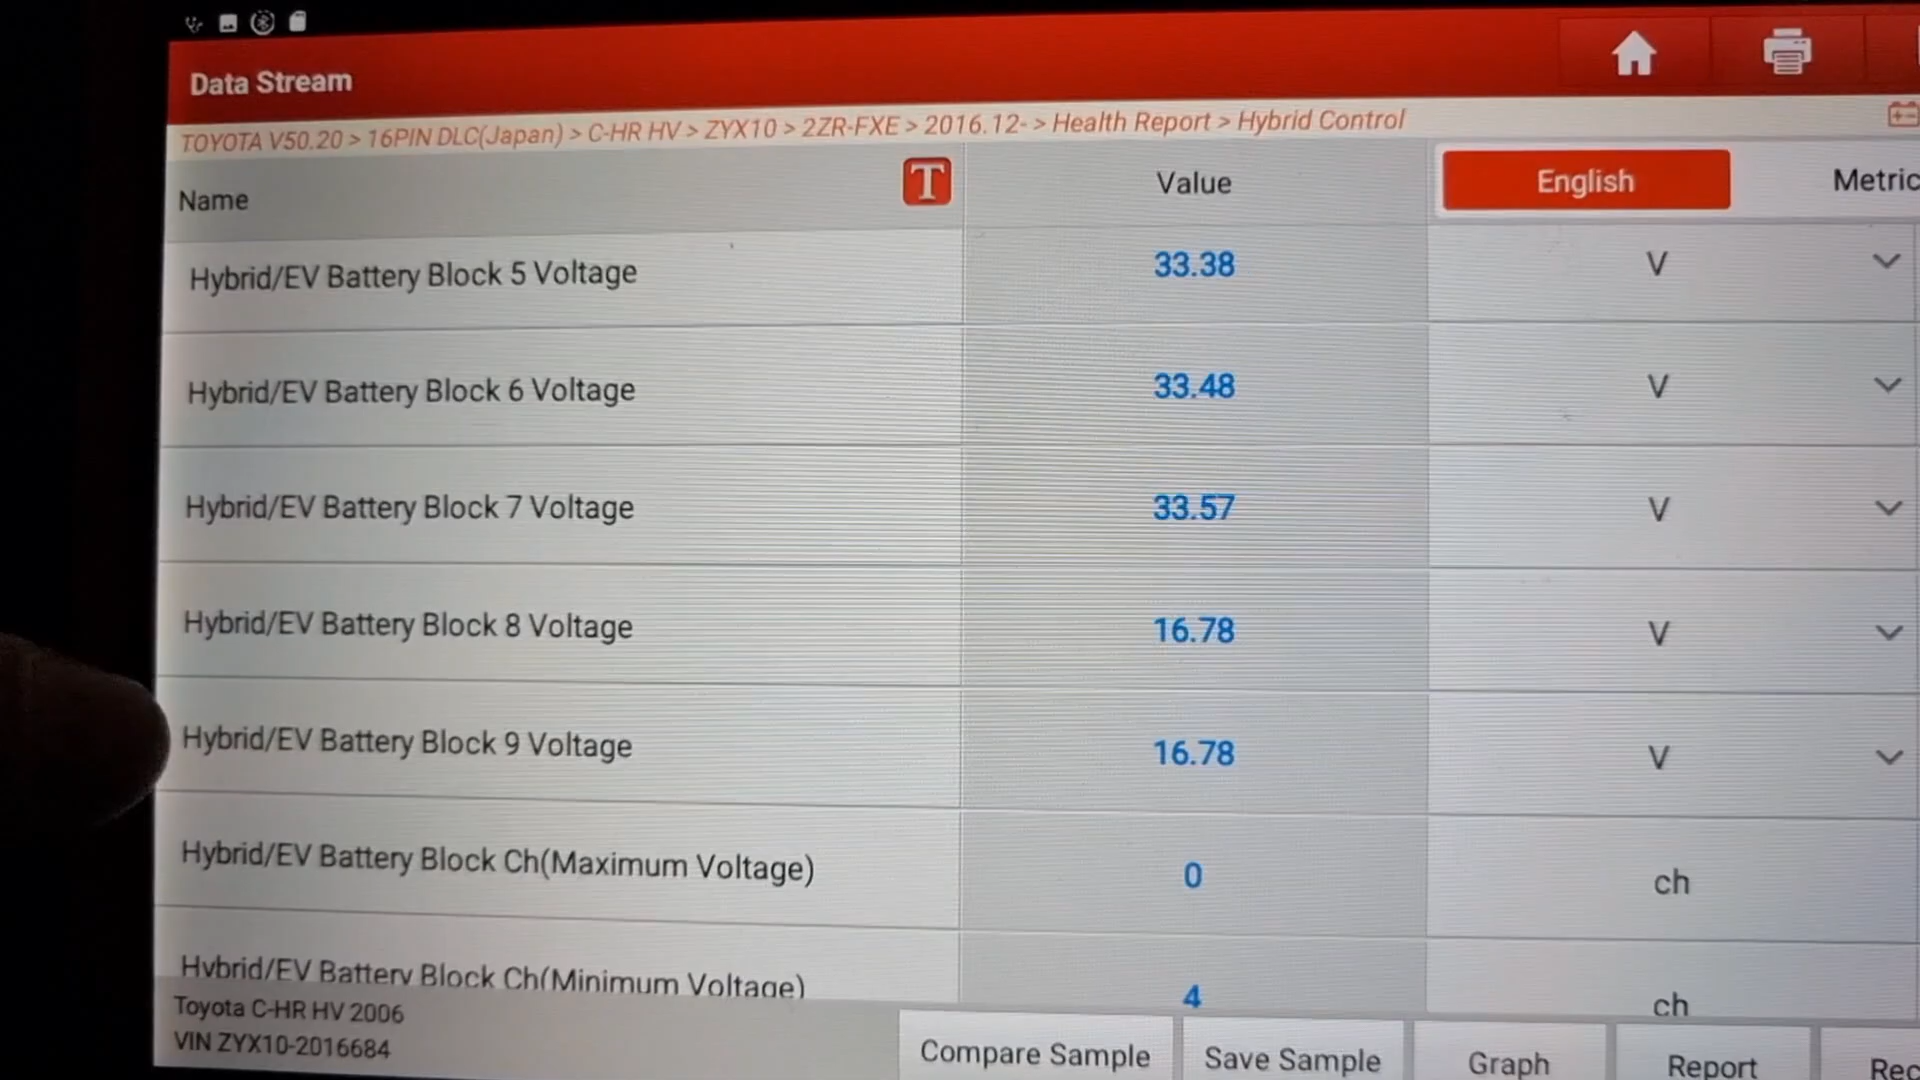 Data Stream
TOYOTA V50.20 > 16PIN DLC(Japan) > C-HR HV > ZYX10 > 2ZR-FXE > 2016.12- > Health Report > Hybrid Control
Name T Value English Metric
Hybrid/EV Battery Block 5 Voltage 33.38 V
Hybrid/EV Battery Block 6 Voltage 33.48 V
Hybrid/EV Battery Block 7 Voltage 33.57 V
Hybrid/EV Battery Block 8 Voltage 16.78 V
Hybrid/EV Battery Block 9 Voltage 16.78 V
Hybrid/EV Battery Block Ch(Maximum Voltage) 0 ch
Hybrid/EV Battery Block Ch(Minimum Voltage) 4 ch
Toyota C-HR HV 2006
VIN ZYX10-2016684
Compare Sample Save Sample Graph Report Rec